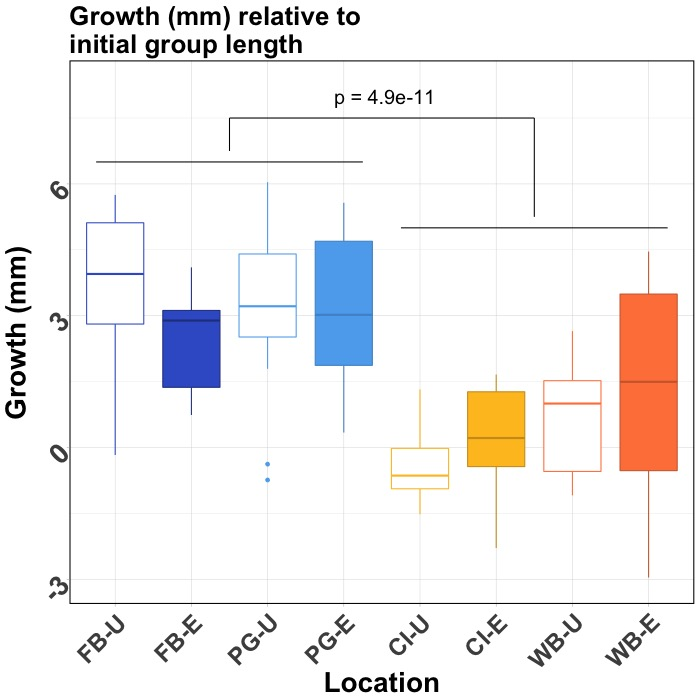 Growth (mm) relative to
initial group length
p = 4.9e-11
Growth (mm)
6
3
0
-3
FB-U
FB-E
PG-U
PG-E
CI-U
CI-E
WB-U
WB-E
Location